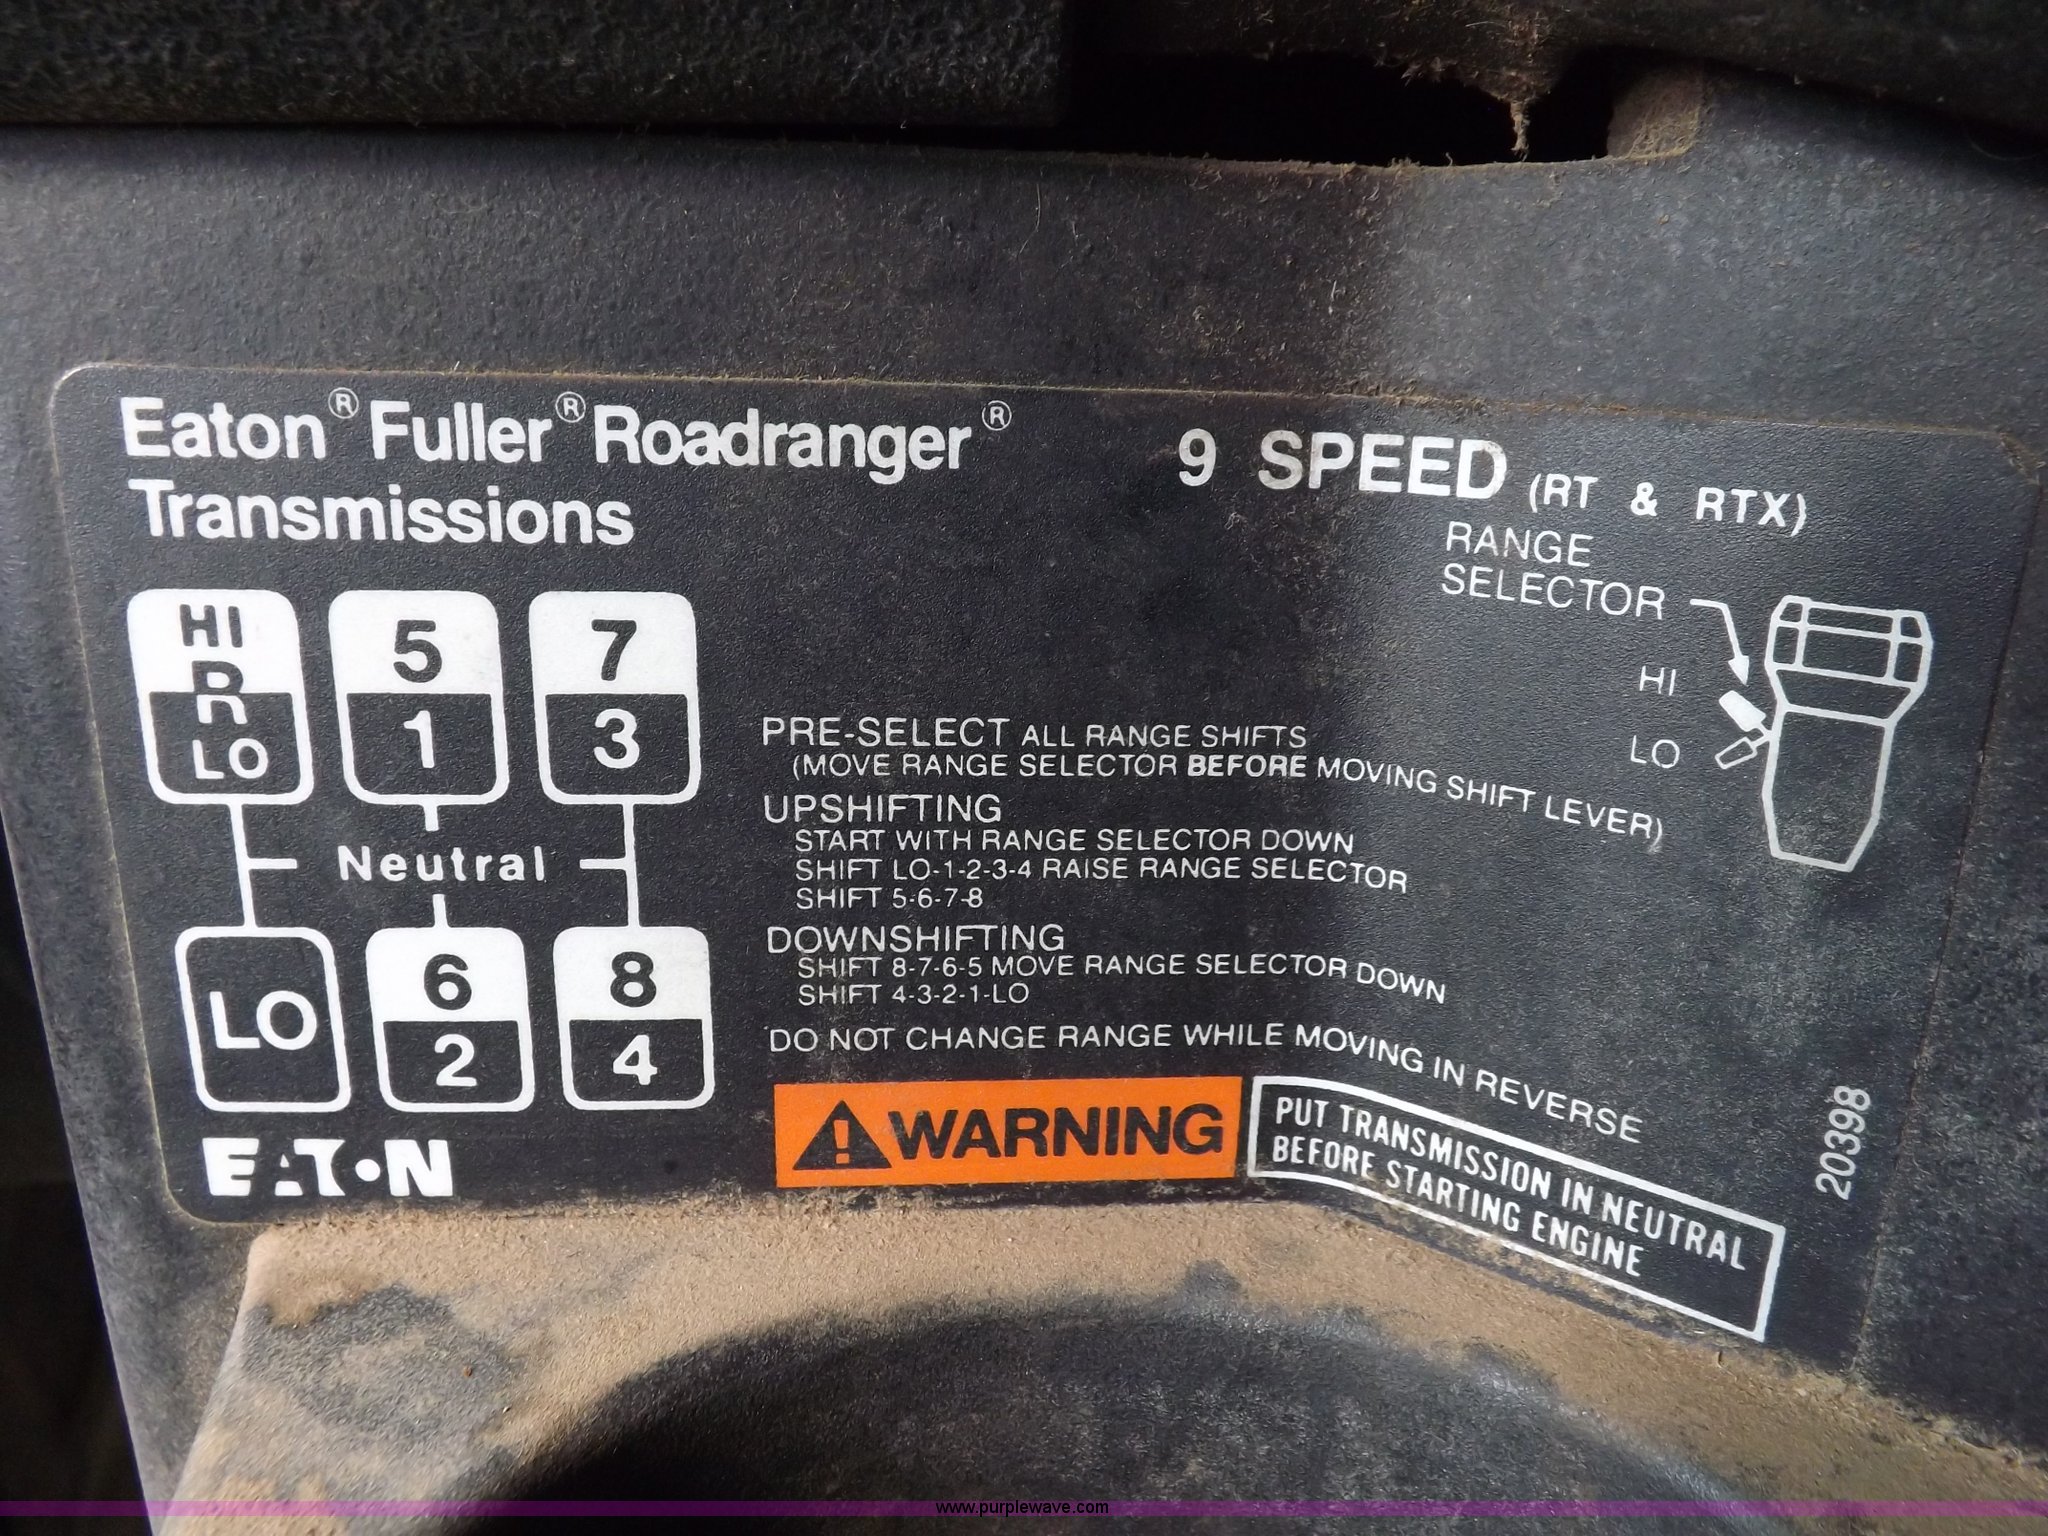 Eaton® Fuller® Roadranger®
Transmissions
9 SPEED (RT & RTX)
RANGE
SELECTOR
HI
LO
HI
R
LO
5
1
7
3
Neutral
LO
6
2
8
4
PRE-SELECT ALL RANGE SHIFTS
(MOVE RANGE SELECTOR BEFORE MOVING SHIFT LEVER)
UPSHIFTING
START WITH RANGE SELECTOR DOWN
SHIFT LO-1-2-3-4 RAISE RANGE SELECTOR
SHIFT 5-6-7-8
DOWNSHIFTING
SHIFT 8-7-6-5 MOVE RANGE SELECTOR DOWN
SHIFT 4-3-2-1-LO
DO NOT CHANGE RANGE WHILE MOVING IN REVERSE
WARNING
PUT TRANSMISSION IN NEUTRAL
BEFORE STARTING ENGINE
20398
EATON
www.purplewave.com